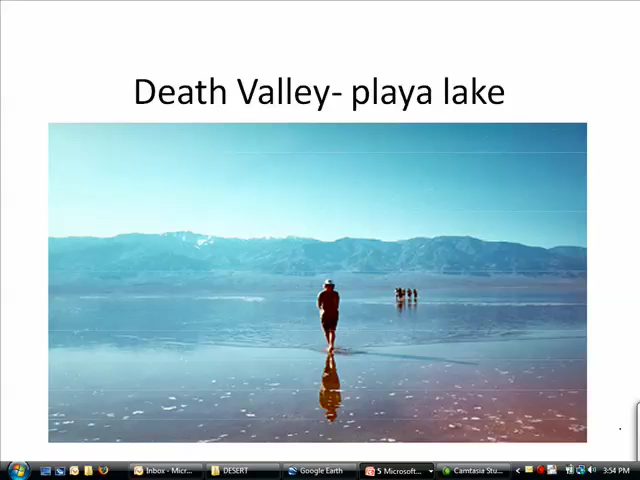 Death Valley- playa lake
Inbox - Micr...
DESERT
Google Earth
5 Microsoft...
Camtasia Stu...
3:54 PM